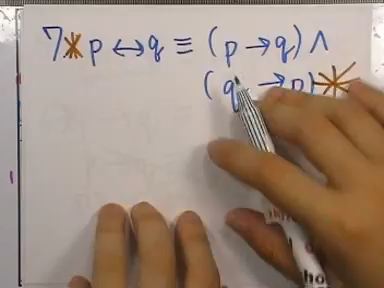 7* p ↔ q ≡ (p → q) ∧
(q → p)*